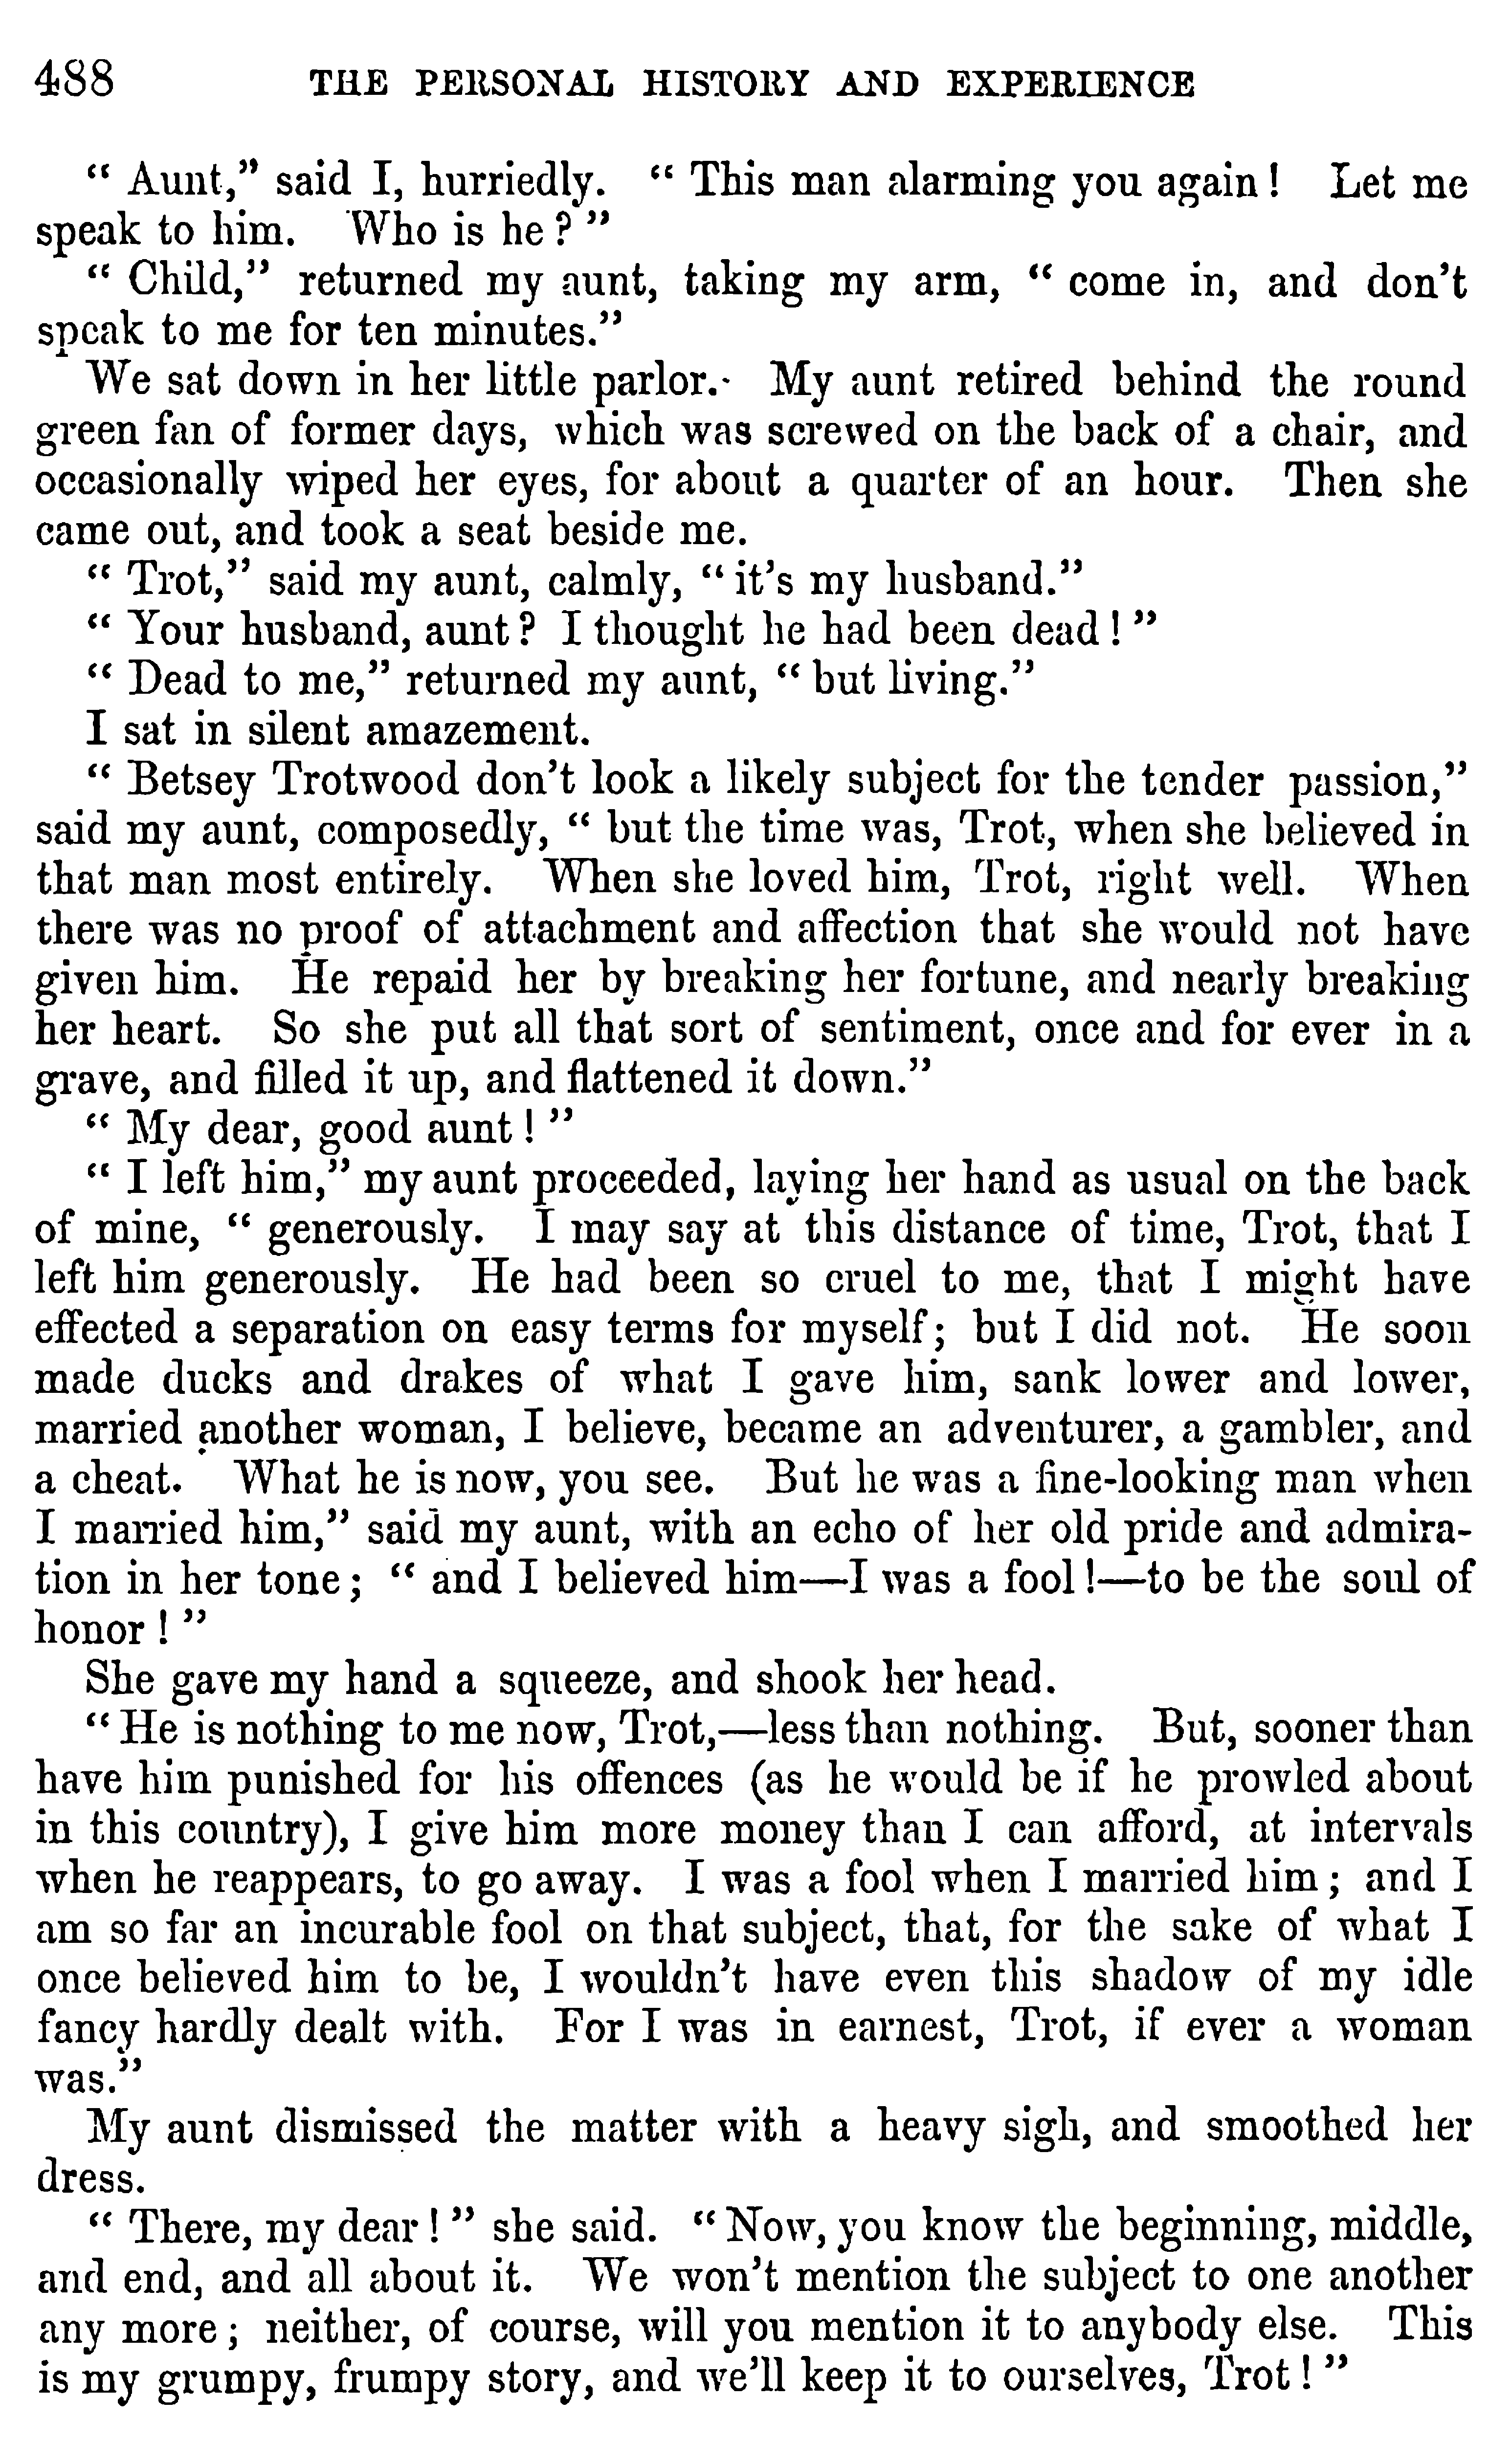 488 THE PERSONAL HISTORY AND EXPERIENCE
“ Aunt,” said I, hurriedly. “ This man alarming you again ! Let me
speak to him. Who is he ? ”
“ Child,” returned my aunt, taking my arm, “ come in, and don’t
speak to me for ten minutes.”
We sat down in her little parlor. My aunt retired behind the round
green fan of former days, which was screwed on the back of a chair, and
occasionally wiped her eyes, for about a quarter of an hour. Then she
came out, and took a seat beside me.
“ Trot,” said my aunt, calmly, “ it’s my husband.”
“ Your husband, aunt ? I thought he had been dead ! ”
“ Dead to me,” returned my aunt, “ but living.”
I sat in silent amazement.
“ Betsey Trotwood don’t look a likely subject for the tender passion,”
said my aunt, composedly, “ but the time was, Trot, when she believed in
that man most entirely. When she loved him, Trot, right well. When
there was no proof of attachment and affection that she would not have
given him. He repaid her by breaking her fortune, and nearly breaking
her heart. So she put all that sort of sentiment, once and for ever in a
grave, and filled it up, and flattened it down.”
“ My dear, good aunt ! ”
“ I left him,” my aunt proceeded, laying her hand as usual on the back
of mine, “ generously. I may say at this distance of time, Trot, that I
left him generously. He had been so cruel to me, that I might have
effected a separation on easy terms for myself ; but I did not. He soon
made ducks and drakes of what I gave him, sank lower and lower,
married another woman, I believe, became an adventurer, a gambler, and
a cheat. What he is now, you see. But he was a fine-looking man when
I married him,” said my aunt, with an echo of her old pride and admira-
tion in her tone ; “ and I believed him—I was a fool !—to be the soul of
honor ! ”
She gave my hand a squeeze, and shook her head.
“ He is nothing to me now, Trot,—less than nothing. But, sooner than
have him punished for his offences (as he would be if he prowled about
in this country), I give him more money than I can afford, at intervals
when he reappears, to go away. I was a fool when I married him ; and I
am so far an incurable fool on that subject, that, for the sake of what I
once believed him to be, I wouldn’t have even this shadow of my idle
fancy hardly dealt with. For I was in earnest, Trot, if ever a woman
was.”
My aunt dismissed the matter with a heavy sigh, and smoothed her
dress.
“ There, my dear ! ” she said. “ Now, you know the beginning, middle,
and end, and all about it. We won’t mention the subject to one another
any more ; neither, of course, will you mention it to anybody else. This
is my grumpy, frumpy story, and we’ll keep it to ourselves, Trot ! ”